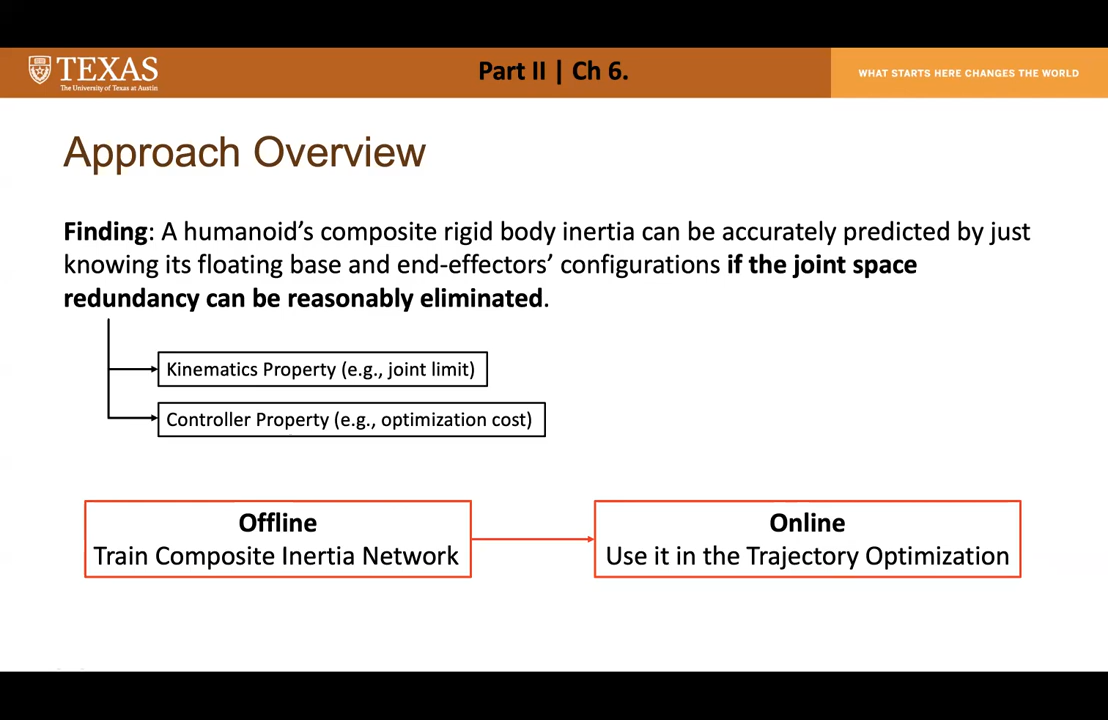 TEXAS
The University of Texas at Austin
Part II | Ch 6.
WHAT STARTS HERE CHANGES THE WORLD
Approach Overview
Finding: A humanoid’s composite rigid body inertia can be accurately predicted by just
knowing its floating base and end-effectors’ configurations if the joint space
redundancy can be reasonably eliminated.
Kinematics Property (e.g., joint limit)
Controller Property (e.g., optimization cost)
Offline
Train Composite Inertia Network
Online
Use it in the Trajectory Optimization